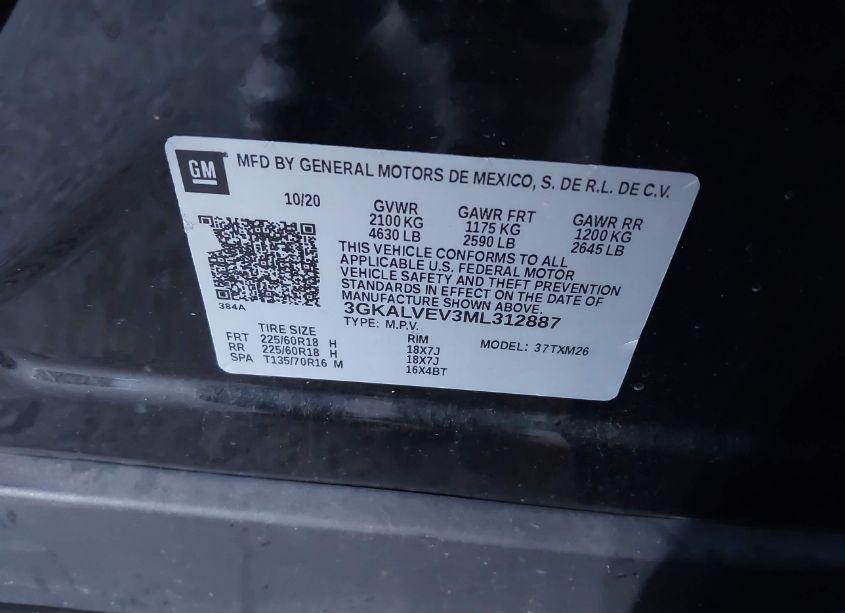 GM
MFD BY GENERAL MOTORS DE MEXICO, S. DE R.L. DE C.V.
10/20
GVWR GAWR FRT GAWR RR
2100 KG 1175 KG 1200 KG
4630 LB 2590 LB 2645 LB
THIS VEHICLE CONFORMS TO ALL
APPLICABLE U.S. FEDERAL MOTOR
VEHICLE SAFETY AND THEFT PREVENTION
STANDARDS IN EFFECT ON THE DATE OF
MANUFACTURE SHOWN ABOVE.
384A
3GKALVEV3ML312887
TYPE: M.P.V. MODEL: 37TXM26
TIRE SIZE RIM
FRT 225/60R18 H 18X7J
RR 225/60R18 H 18X7J
SPA T135/70R16 M 16X4BT